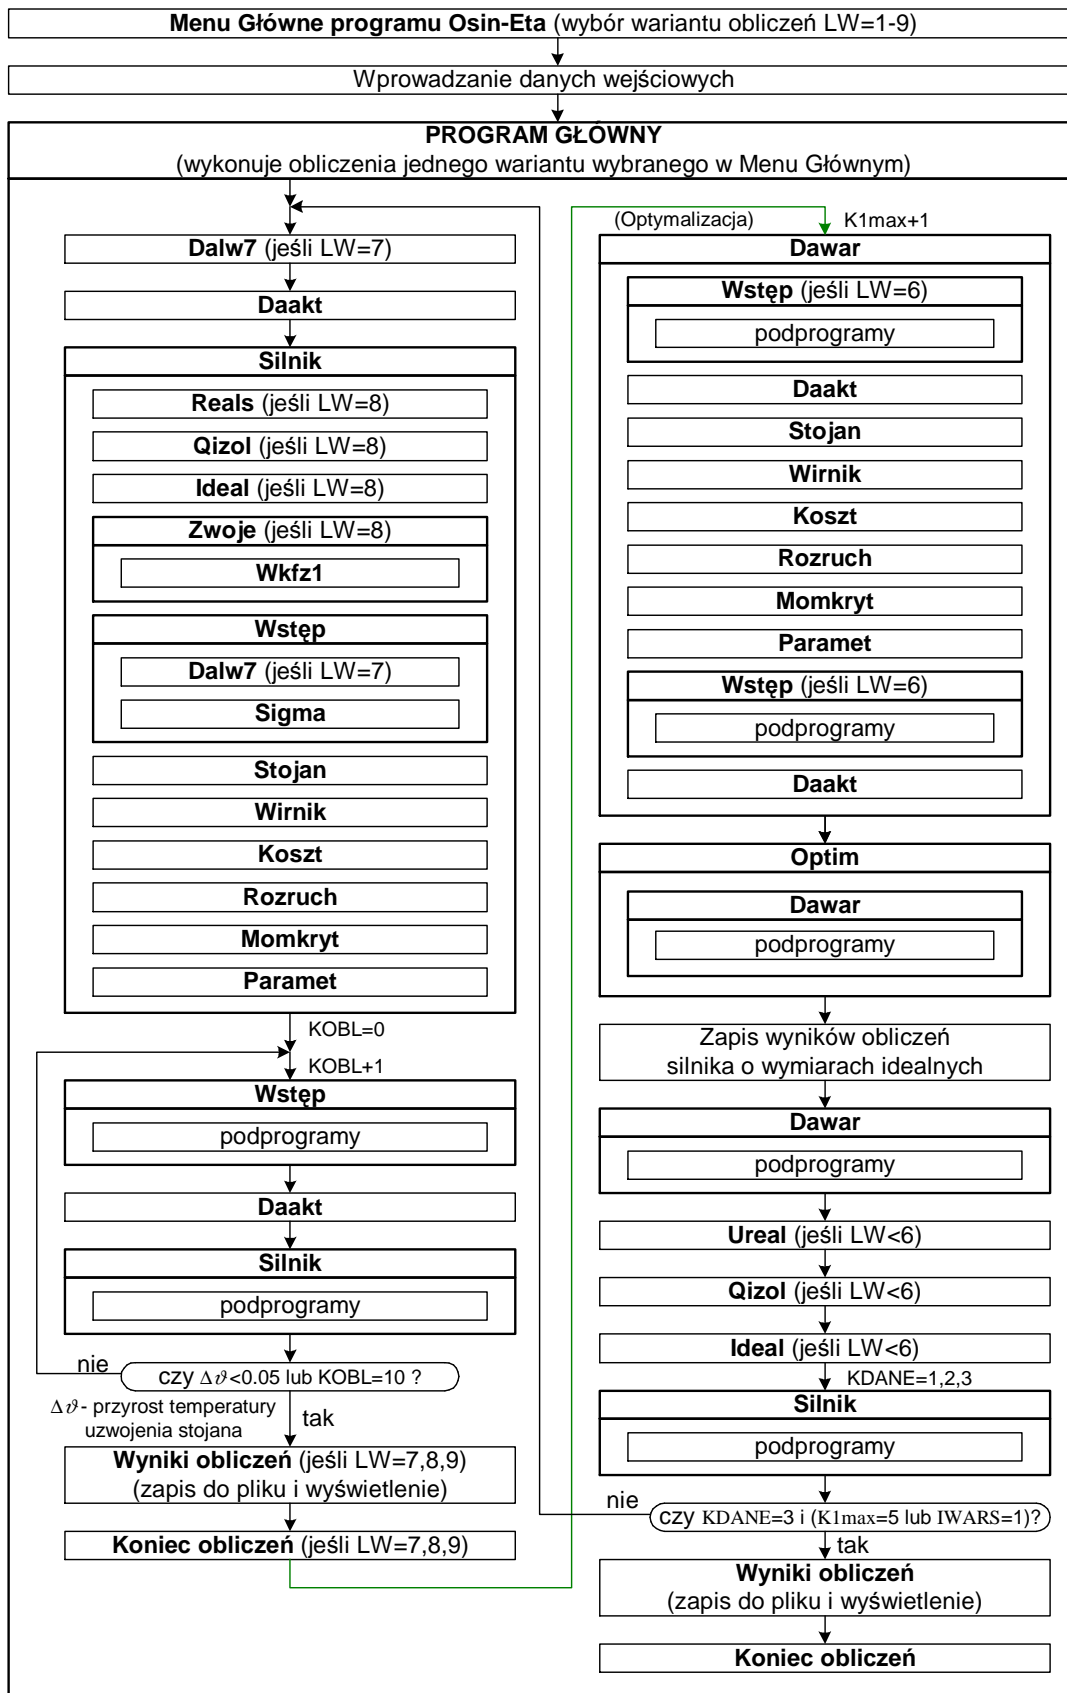 Menu Główne programu Osin-Eta (wybór wariantu obliczeń LW=1-9)
Wprowadzanie danych wejściowych
PROGRAM GŁÓWNY
(wykonuje obliczenia jednego wariantu wybranego w Menu Głównym)
Dalw7 (jeśli LW=7)
Daakt
Silnik
Reals (jeśli LW=8)
Qizol (jeśli LW=8)
Ideal (jeśli LW=8)
Zwoje (jeśli LW=8)
Wkfz1
Wstęp
Dalw7 (jeśli LW=7)
Sigma
Stojan
Wirnik
Koszt
Rozruch
Momkryt
Paramet
KOBL=0
KOBL+1
Wstęp
podprogramy
Daakt
Silnik
podprogramy
nie
czy Δϑ<0.05 lub KOBL=10 ?
Δϑ- przyrost temperatury
uzwojenia stojana
tak
Wyniki obliczeń (jeśli LW=7,8,9)
(zapis do pliku i wyświetlenie)
Koniec obliczeń (jeśli LW=7,8,9)
(Optymalizacja)
K1max+1
Dawar
Wstęp (jeśli LW=6)
podprogramy
Daakt
Stojan
Wirnik
Koszt
Rozruch
Momkryt
Paramet
Wstęp (jeśli LW=6)
podprogramy
Daakt
Optim
Dawar
podprogramy
Zapis wyników obliczeń
silnika o wymiarach idealnych
Dawar
podprogramy
Ureal (jeśli LW<6)
Qizol (jeśli LW<6)
Ideal (jeśli LW<6)
KDANE=1,2,3
Silnik
podprogramy
nie
czy KDANE=3 i (K1max=5 lub IWARS=1)?
tak
Wyniki obliczeń
(zapis do pliku i wyświetlenie)
Koniec obliczeń